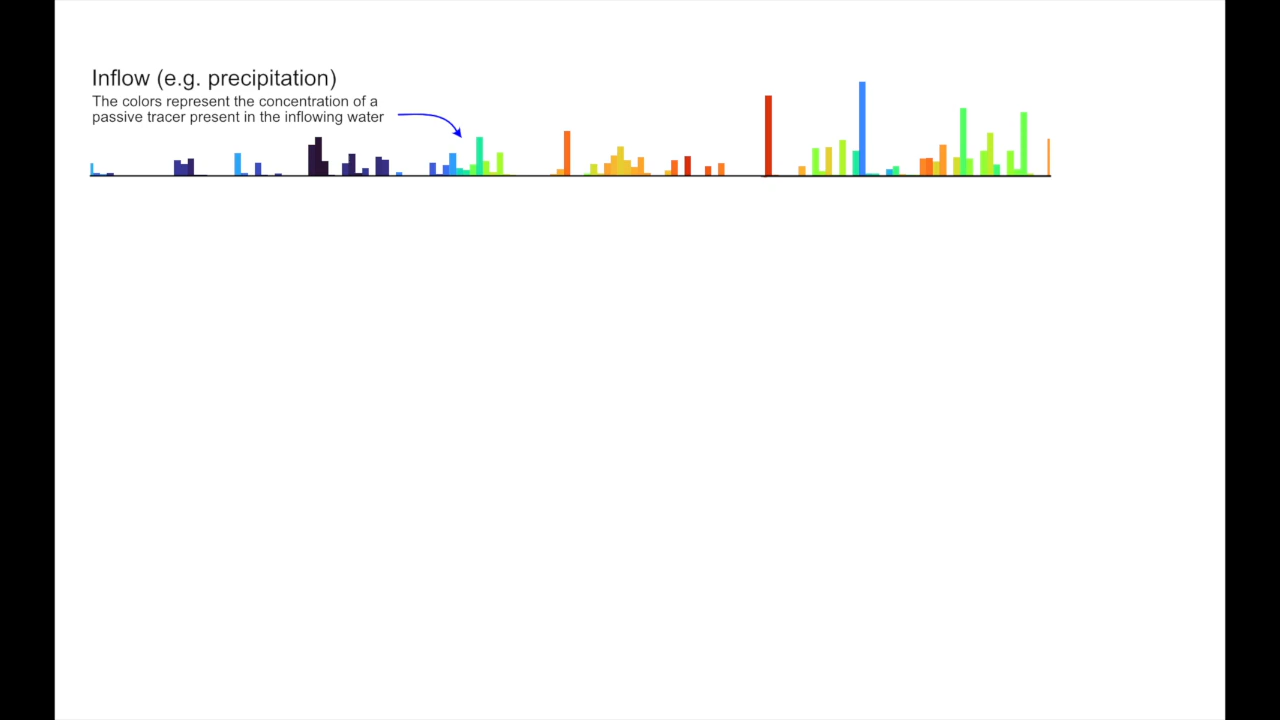 Inflow (e.g. precipitation)
The colors represent the concentration of a
passive tracer present in the inflowing water